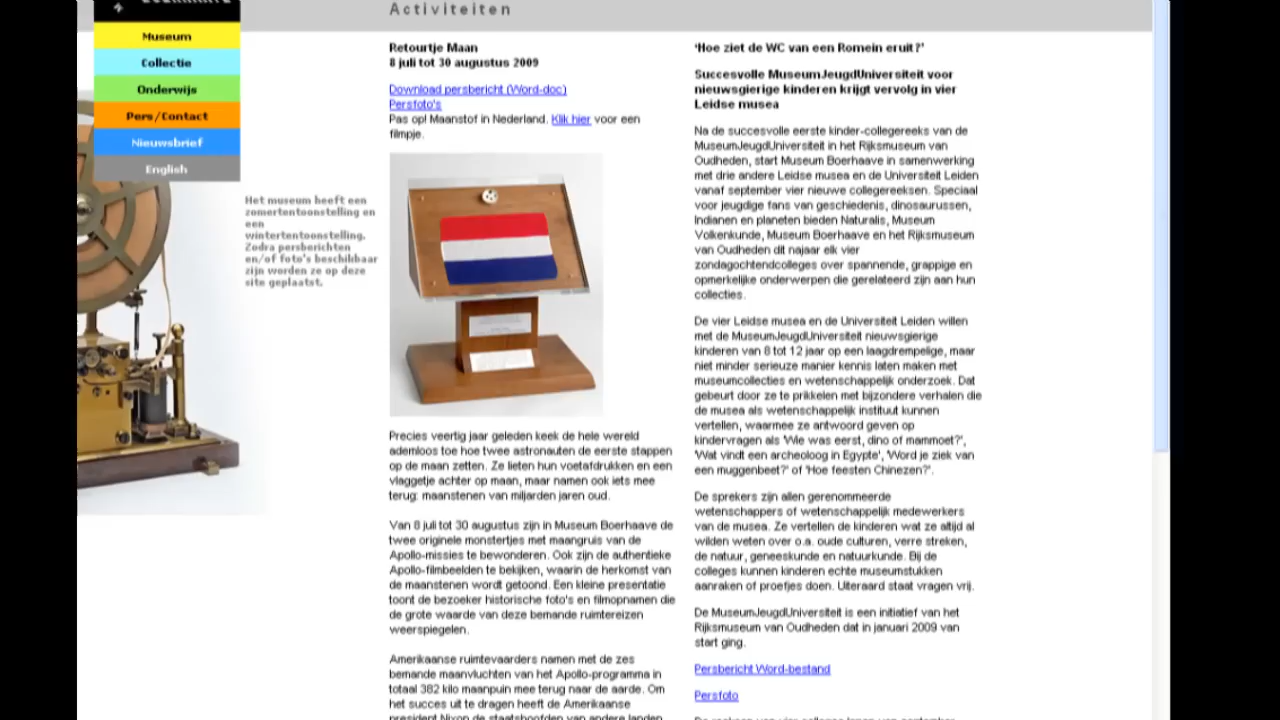 Activiteiten
Museum
Collectie
Onderwijs
Pers/Contact
Nieuwsbrief
English
Het museum heeft een
zomertentoonstelling en
een
wintertentoonstelling.
Zodra persberichten
en/of foto's beschikbaar
zijn worden ze op deze
site geplaatst.
Retourtje Maan
8 juli tot 30 augustus 2009
Download persbericht (Word-doc)
Persfoto's
Pas op! Maanstof in Nederland. Klik hier voor een
filmpje.
Precies veertig jaar geleden keek de hele wereld
ademloos toe hoe twee astronauten de eerste stappen
op de maan zetten. Ze lieten hun voetafdrukken en een
vlaggetje achter op maan, maar namen ook iets mee
terug: maanstenen van miljarden jaren oud.
Van 8 juli tot 30 augustus zijn in Museum Boerhaave de
twee originele monstertjes met maangruis van de
Apollo-missies te bewonderen. Ook zijn de authentieke
Apollo-filmbeelden te bekijken, waarin de herkomst van
de maanstenen wordt getoond. Een kleine presentatie
toont de bezoeker historische foto's en filmopnamen die
de grote waarde van deze bemande ruimtereizen
weerspiegelen.
Amerikaanse ruimtevaarders namen met de zes
bemande maanvluchten van het Apollo-programma in
totaal 382 kilo maanpuin mee terug naar de aarde. Om
het succes uit te dragen heeft de Amerikaanse
president Nixon de staatshoofden van andere landen
‘Hoe ziet de WC van een Romein eruit?’
Succesvolle MuseumJeugdUniversiteit voor
nieuwsgierige kinderen krijgt vervolg in vier
Leidse musea
Na de succesvolle eerste kinder-collegereeks van de
MuseumJeugdUniversiteit in het Rijksmuseum van
Oudheden, start Museum Boerhaave in samenwerking
met drie andere Leidse musea en de Universiteit Leiden
vanaf september vier nieuwe collegereeksen. Speciaal
voor jeugdige fans van geschiedenis, dinosaurussen,
Indianen en planeten bieden Naturalis, Museum
Volkenkunde, Museum Boerhaave en het Rijksmuseum
van Oudheden dit najaar elk vier
zondagochtendcolleges over spannende, grappige en
opmerkelijke onderwerpen die gerelateerd zijn aan hun
collecties.
De vier Leidse musea en de Universiteit Leiden willen
met de MuseumJeugdUniversiteit nieuwsgierige
kinderen van 8 tot 12 jaar op een laagdrempelige, maar
niet minder serieuze manier kennis laten maken met
museumcollecties en wetenschappelijk onderzoek. Dat
gebeurt door ze te prikkelen met bijzondere verhalen die
de musea als wetenschappelijk instituut kunnen
vertellen, waarmee ze antwoord geven op
kindervragen als 'Wie was eerst, dino of mammoet?',
'Wat vindt een archeoloog in Egypte', 'Word je ziek van
een muggenbeet?' of 'Hoe feesten Chinezen?'.
De sprekers zijn allen gerenommeerde
wetenschappers of wetenschappelijk medewerkers
van de musea. Ze vertellen de kinderen wat ze altijd al
wilden weten over o.a. oude culturen, verre streken,
de natuur, geneeskunde en natuurkunde. Bij de
colleges kunnen kinderen echte museumstukken
aanraken of proefjes doen. Uiteraard staat vragen vrij.
De MuseumJeugdUniversiteit is een initiatief van het
Rijksmuseum van Oudheden dat in januari 2009 van
start ging.
Persbericht Word-bestand
Persfoto